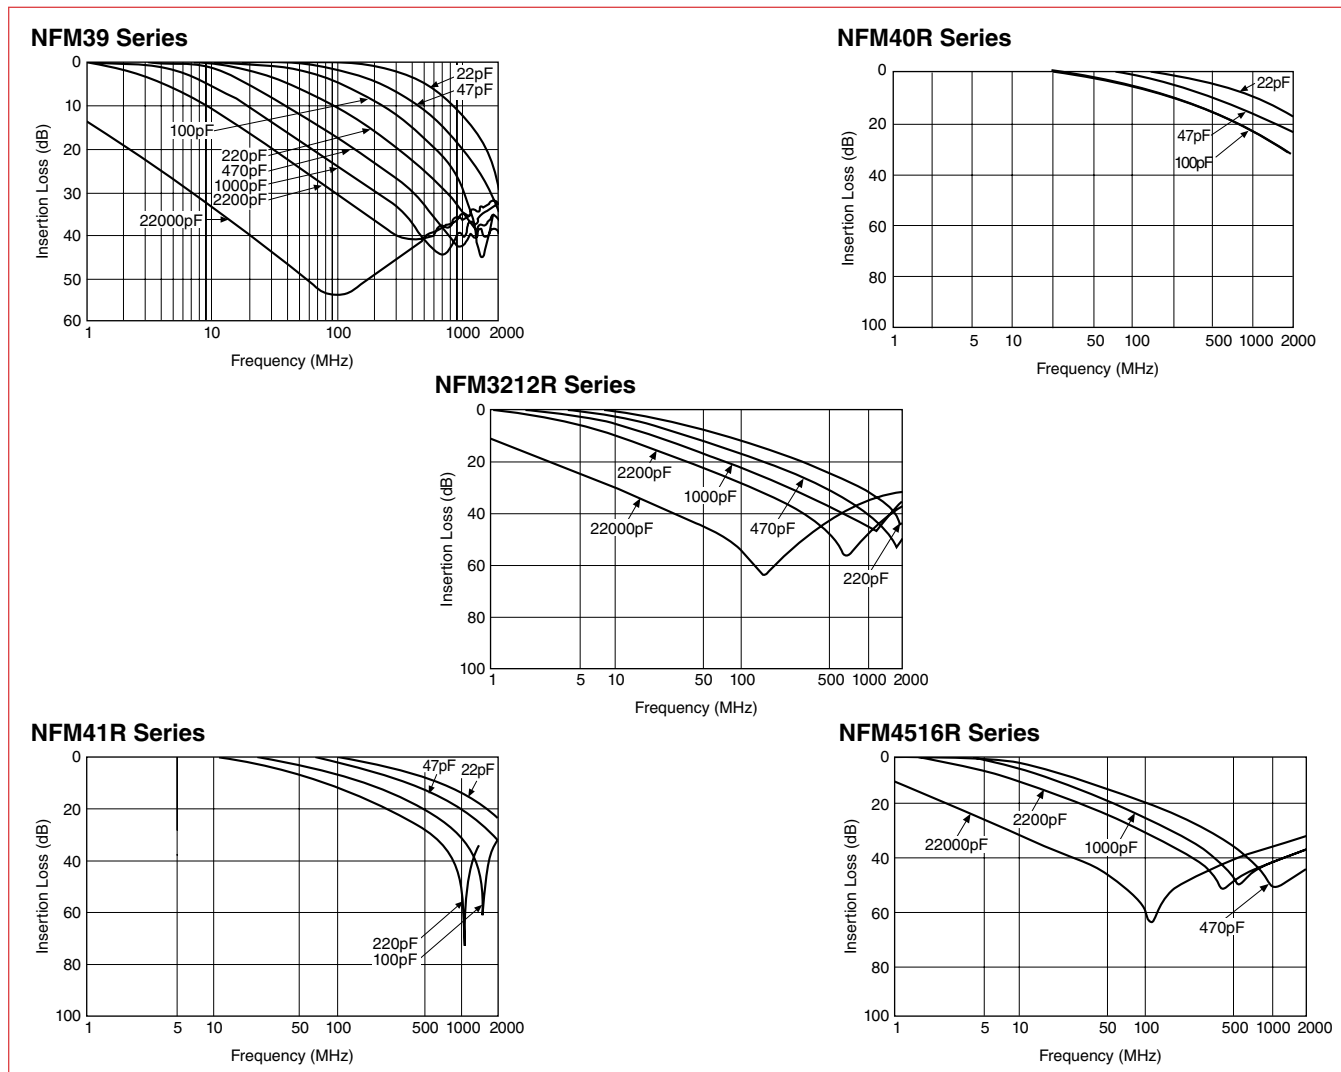 NFM39 Series
0
10
20
30
40
50
60
Insertion Loss (dB)
22pF
47pF
100pF
220pF
470pF
1000pF
2200pF
22000pF
1 10 100 1000 2000
Frequency (MHz)
NFM40R Series
0
20
40
60
80
100
Insertion Loss (dB)
22pF
47pF
100pF
1 5 10 50 100 500 1000 2000
Frequency (MHz)
NFM3212R Series
0
20
40
60
80
100
Insertion Loss (dB)
2200pF
1000pF
22000pF
470pF
220pF
1 5 10 50 100 500 1000 2000
Frequency (MHz)
NFM41R Series
0
20
40
60
80
100
Insertion Loss (dB)
47pF
22pF
220pF
100pF
1 5 10 50 100 500 1000 2000
Frequency (MHz)
NFM4516R Series
0
20
40
60
80
100
Insertion Loss (dB)
2200pF
22000pF
1000pF
470pF
1 5 10 50 100 500 1000 2000
Frequency (MHz)